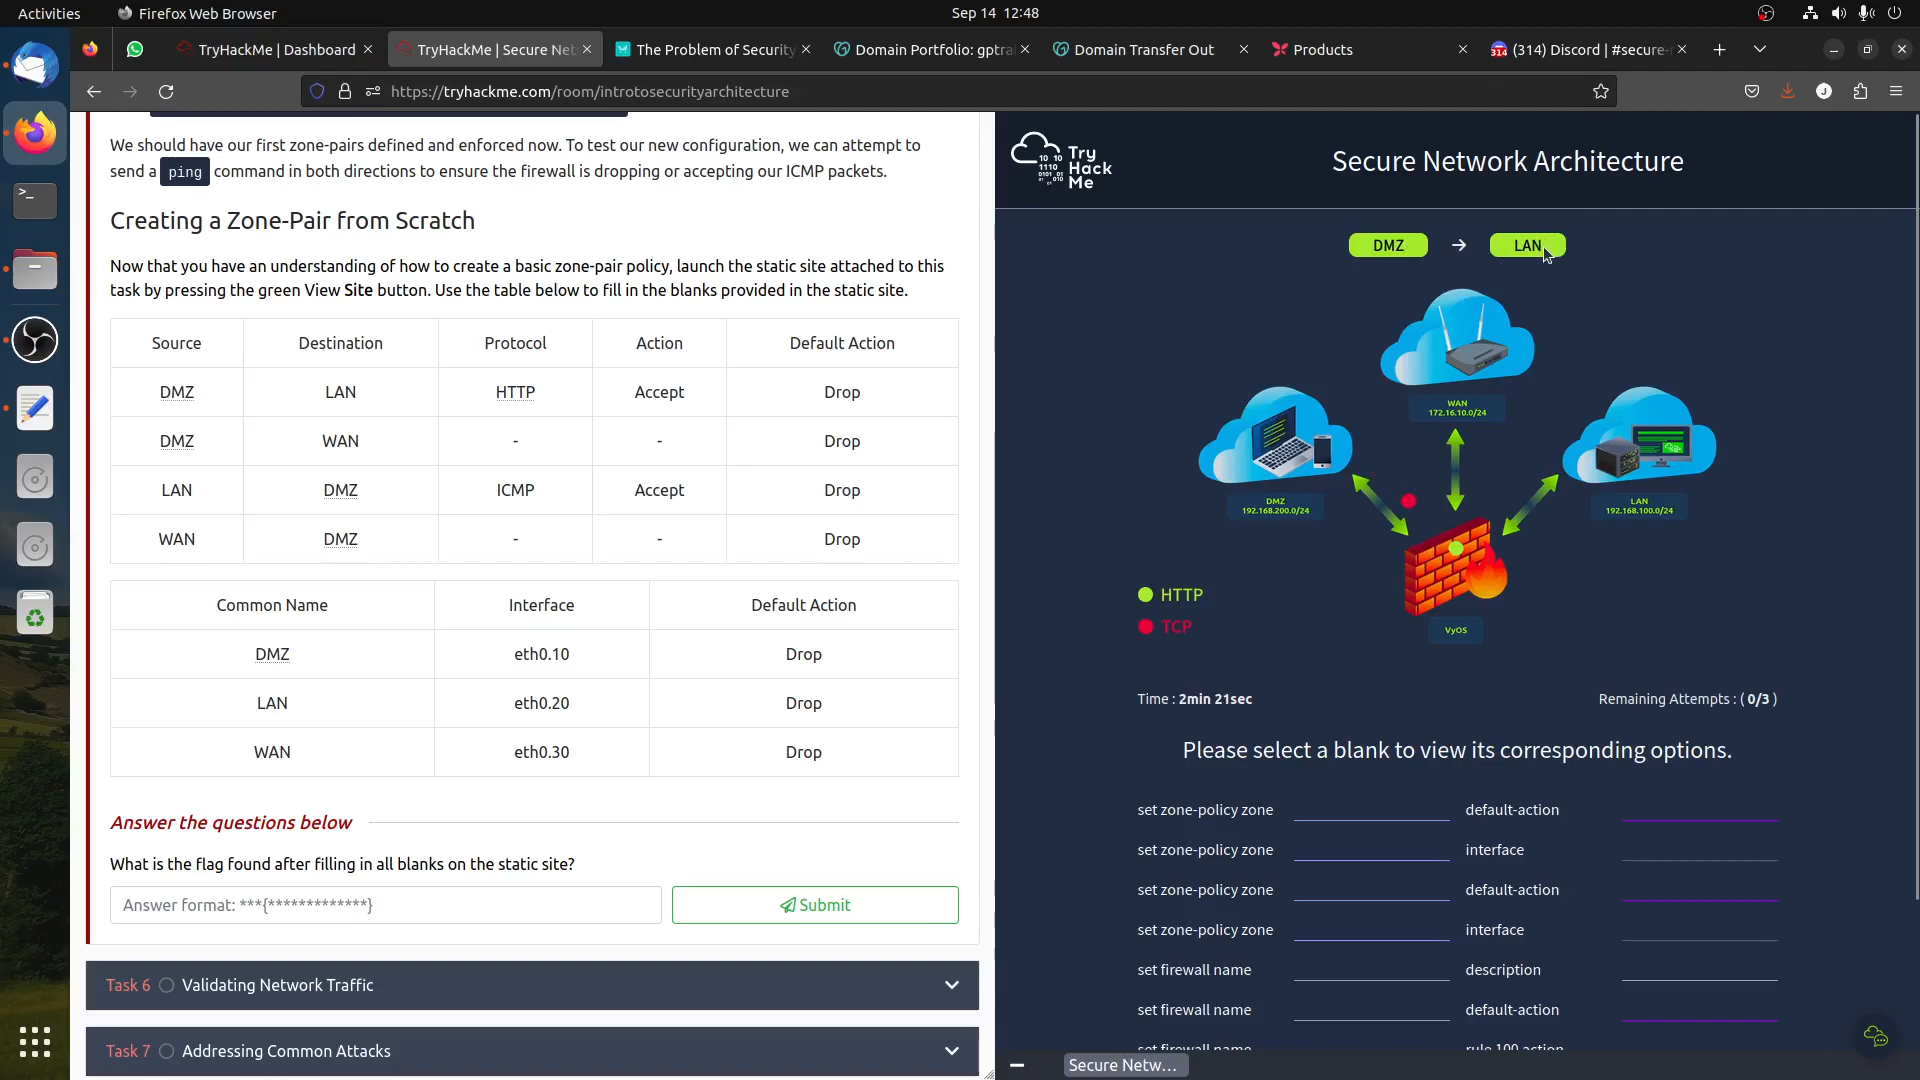 Activities
Firefox Web Browser
Sep 14 12:48
TryHackMe | Dashboard
TryHackMe | Secure Net
The Problem of Security
Domain Portfolio: gptra
Domain Transfer Out
Products
(314) Discord | #secure-
https://tryhackme.com/room/introtosecurityarchitecture
We should have our first zone-pairs defined and enforced now. To test our new configuration, we can attempt to
send a ping command in both directions to ensure the firewall is dropping or accepting our ICMP packets.
Creating a Zone-Pair from Scratch
Now that you have an understanding of how to create a basic zone-pair policy, launch the static site attached to this
task by pressing the green View Site button. Use the table below to fill in the blanks provided in the static site.
Source Destination Protocol Action Default Action
DMZ LAN HTTP Accept Drop
DMZ WAN - - Drop
LAN DMZ ICMP Accept Drop
WAN DMZ - - Drop
Common Name Interface Default Action
DMZ eth0.10 Drop
LAN eth0.20 Drop
WAN eth0.30 Drop
Answer the questions below
What is the flag found after filling in all blanks on the static site?
Answer format: ***{*************}
Submit
Task 6 Validating Network Traffic
Task 7 Addressing Common Attacks
Try
Hack
Me
Secure Network Architecture
DMZ → LAN
WAN
172.16.10.0/24
DMZ
192.168.200.0/24
LAN
192.168.100.0/24
HTTP
TCP
VyOS
Time : 2min 21sec
Remaining Attempts : ( 0/3 )
Please select a blank to view its corresponding options.
set zone-policy zone default-action
set zone-policy zone interface
set zone-policy zone default-action
set zone-policy zone interface
set firewall name description
set firewall name default-action
set firewall name rule 100 action
Secure Netw...